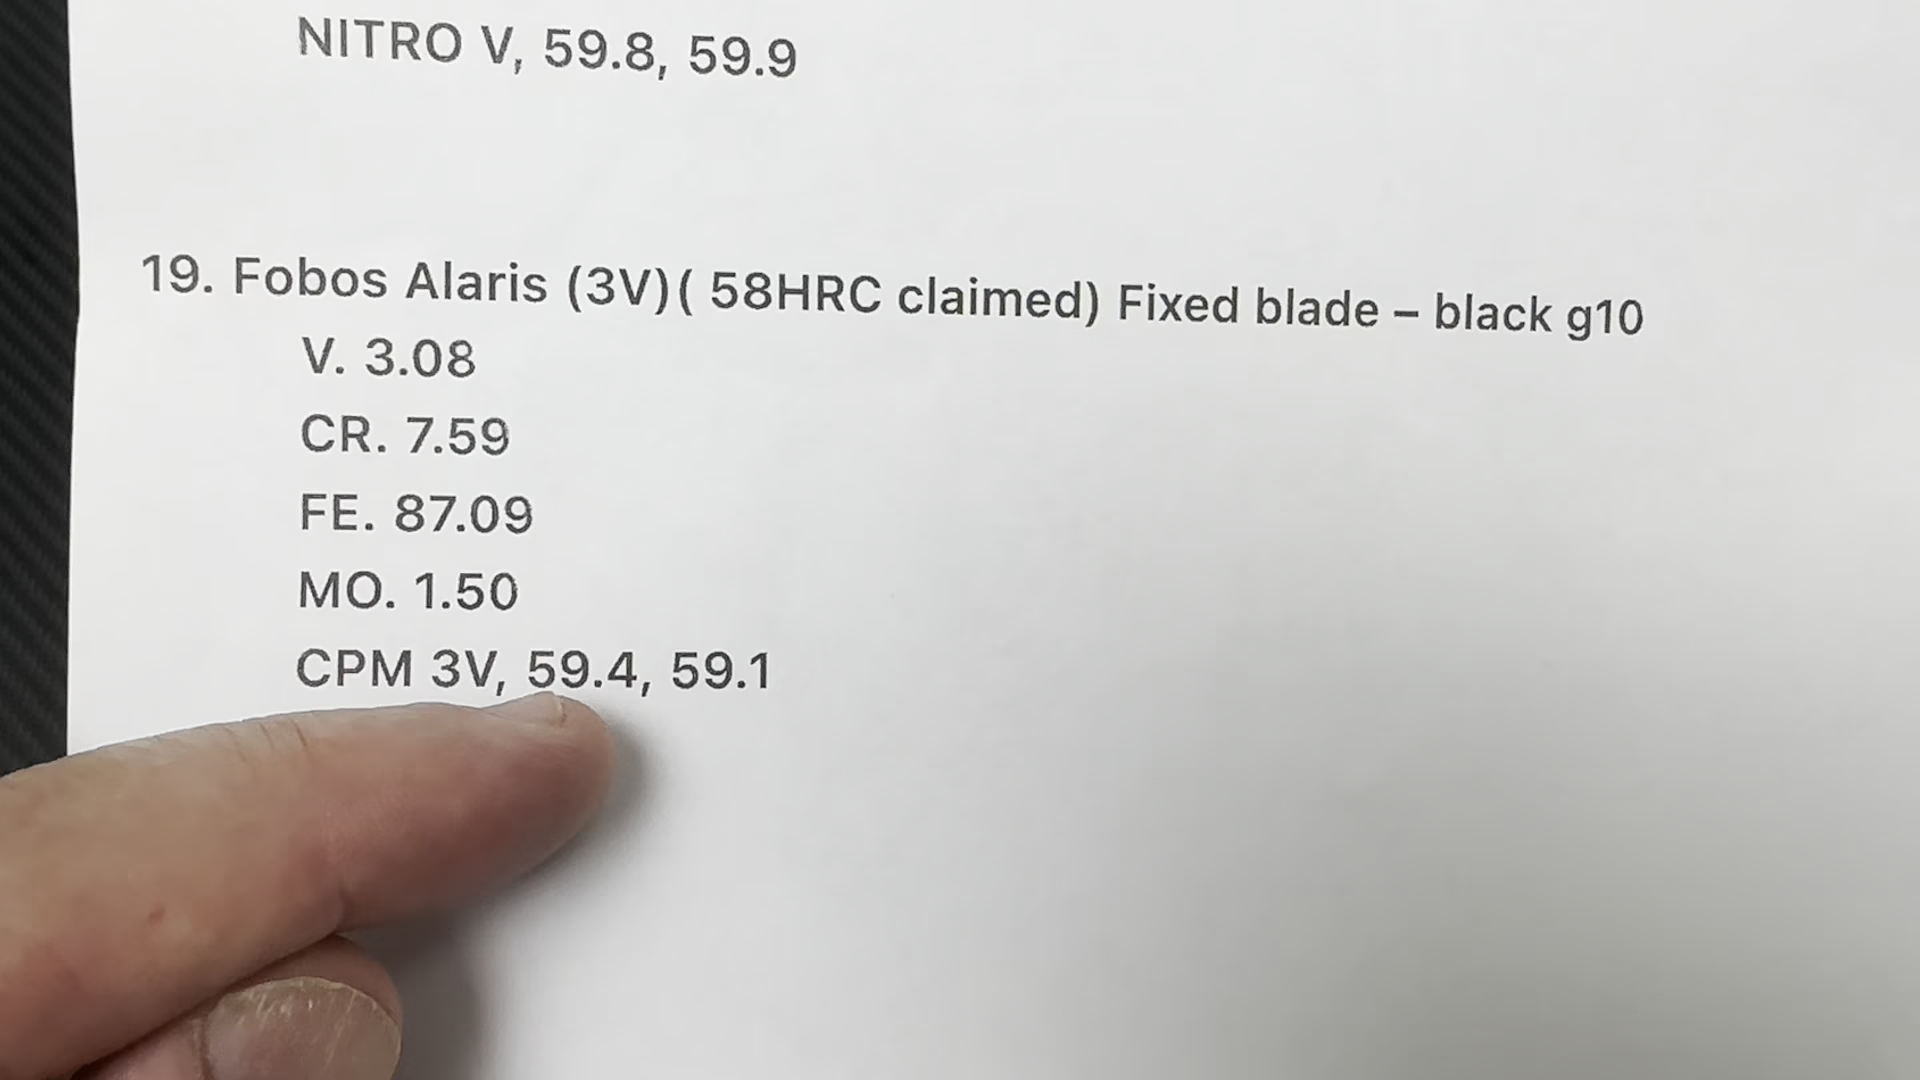 NITRO V, 59.8, 59.9
19. Fobos Alaris (3V)( 58HRC claimed) Fixed blade – black g10
V. 3.08
CR. 7.59
FE. 87.09
MO. 1.50
CPM 3V, 59.4, 59.1